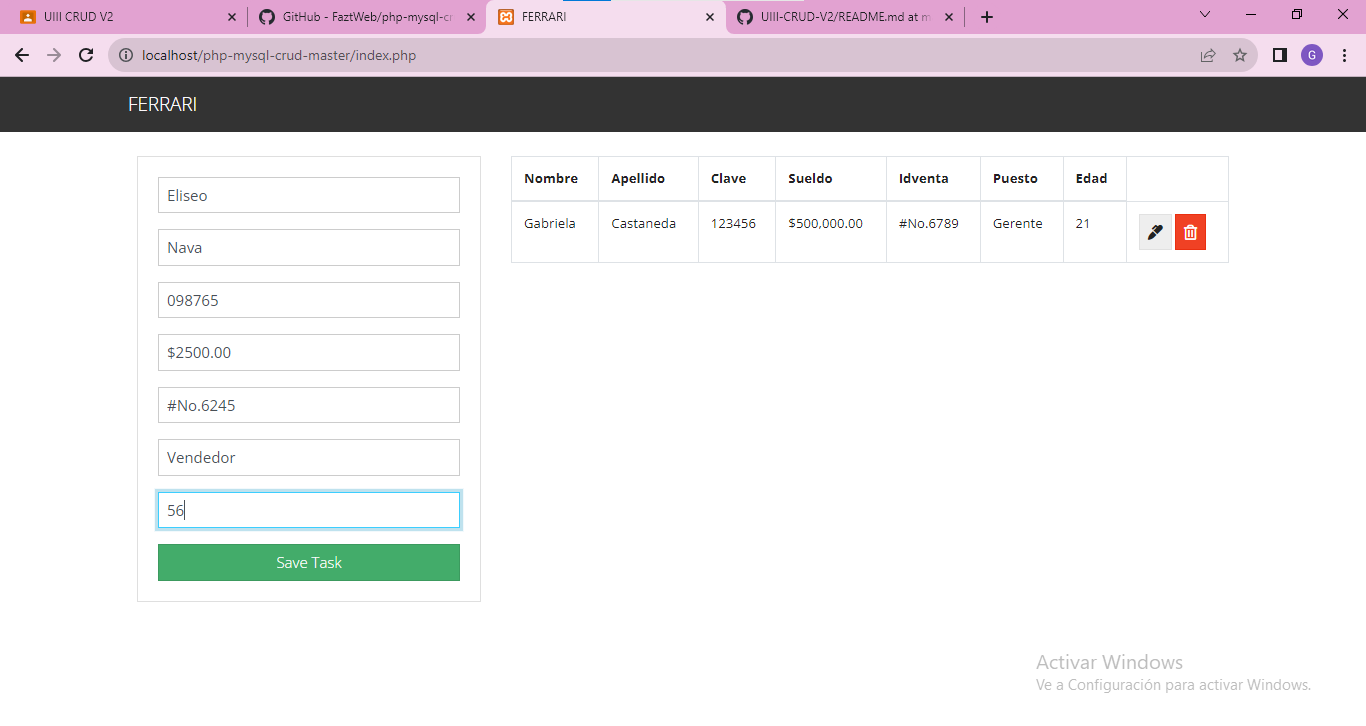 UIII CRUD V2
GitHub - FaztWeb/php-mysql-cr
FERRARI
UIII-CRUD-V2/README.md at m
localhost/php-mysql-crud-master/index.php
G
FERRARI
Eliseo
Nava
098765
$2500.00
#No.6245
Vendedor
56
Save Task
Nombre Apellido Clave Sueldo Idventa Puesto Edad
Gabriela Castaneda 123456 $500,000.00 #No.6789 Gerente 21
Activar Windows
Ve a Configuración para activar Windows.